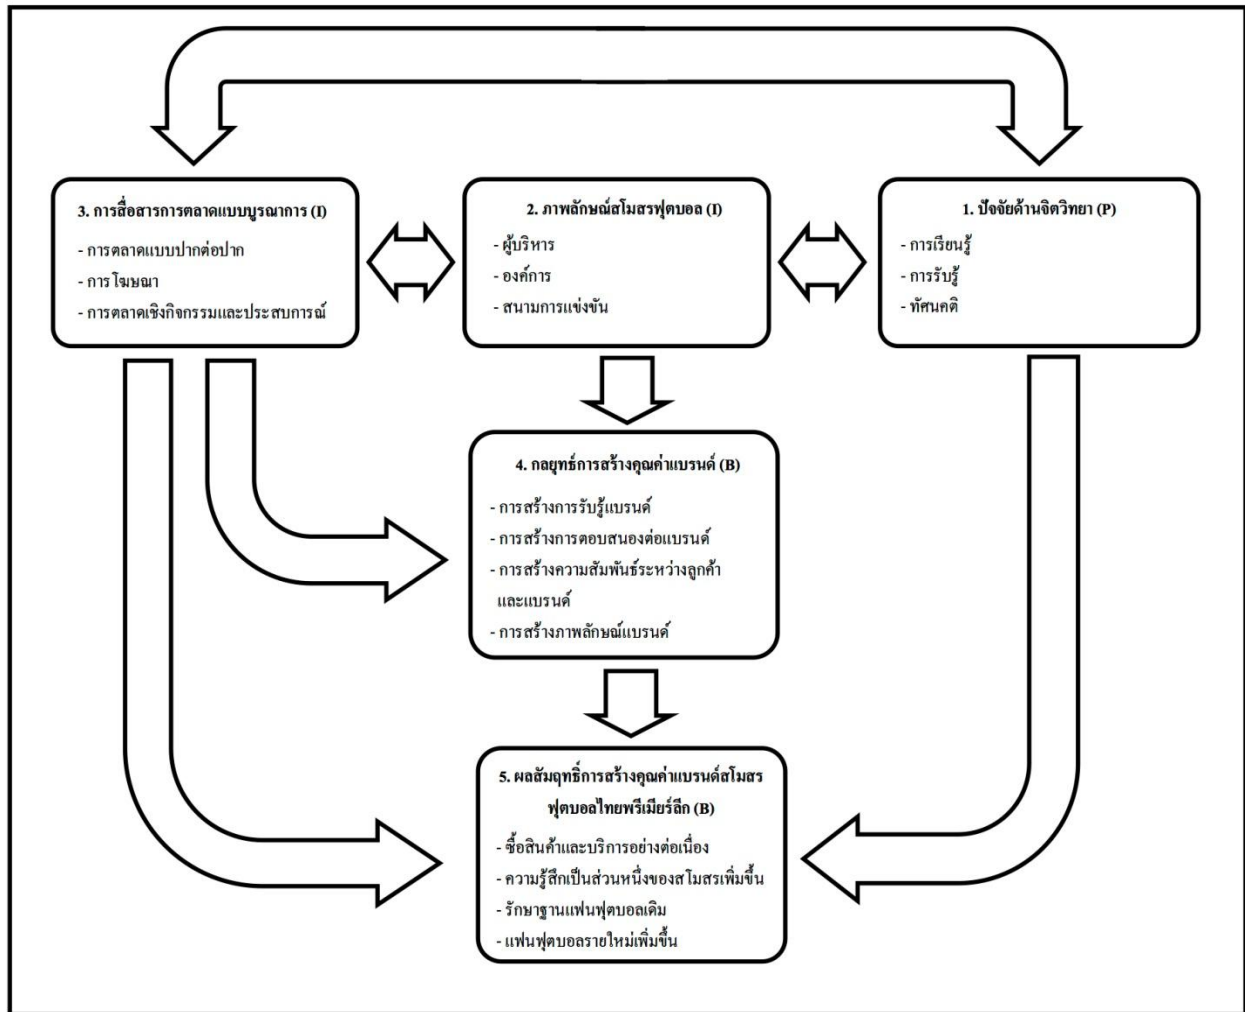 3. การสื่อสารการตลาดแบบบูรณาการ (I)
- การตลาดแบบปากต่อปาก
- การโฆษณา
- การตลาดเชิงกิจกรรมและประสบการณ์
2. ภาพลักษณ์สโมสรฟุตบอล (I)
- ผู้บริหาร
- องค์การ
- สนามการแข่งขัน
1. ปัจจัยด้านจิตวิทยา (P)
- การเรียนรู้
- การรับรู้
- ทัศนคติ
4. กลยุทธ์การสร้างคุณค่าแบรนด์ (B)
- การสร้างการรับรู้แบรนด์
- การสร้างการตอบสนองต่อแบรนด์
- การสร้างความสัมพันธ์ระหว่างลูกค้า
และแบรนด์
- การสร้างภาพลักษณ์แบรนด์
5. ผลสัมฤทธิ์การสร้างคุณค่าแบรนด์สโมสร
ฟุตบอลไทยพรีเมียร์ลีก (B)
- ซื้อสินค้าและบริการอย่างต่อเนื่อง
- ความรู้สึกเป็นส่วนหนึ่งของสโมสรเพิ่มขึ้น
- รักษาฐานแฟนฟุตบอลเดิม
- แฟนฟุตบอลรายใหม่เพิ่มขึ้น